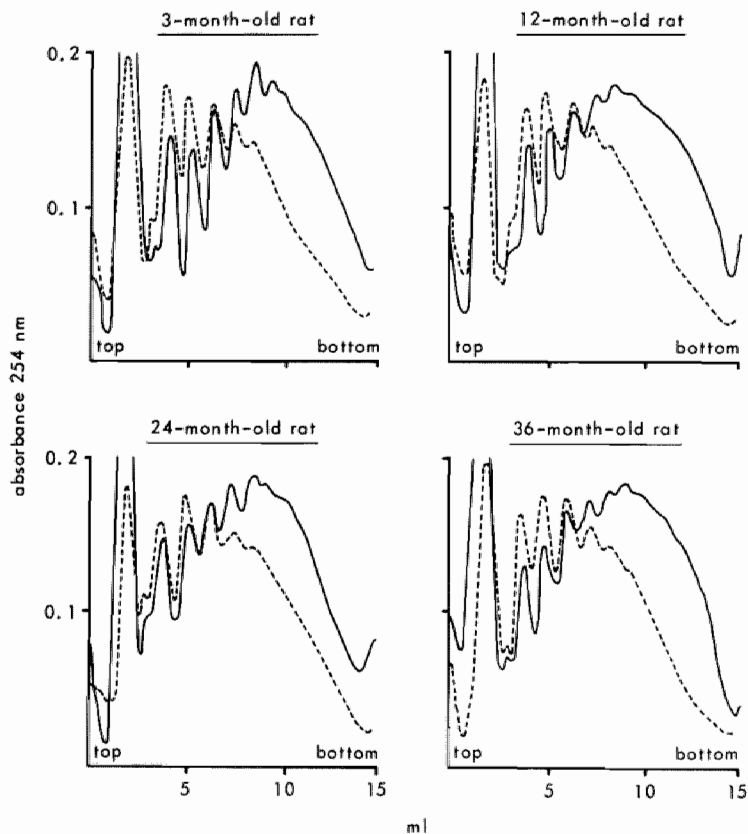 3-month-old rat
12-month-old rat
0.2
0.1
top
bottom
top
bottom
absorbance 254 nm
24-month-old rat
36-month-old rat
0.2
0.1
top
bottom
top
bottom
5
10
15
5
10
15
ml